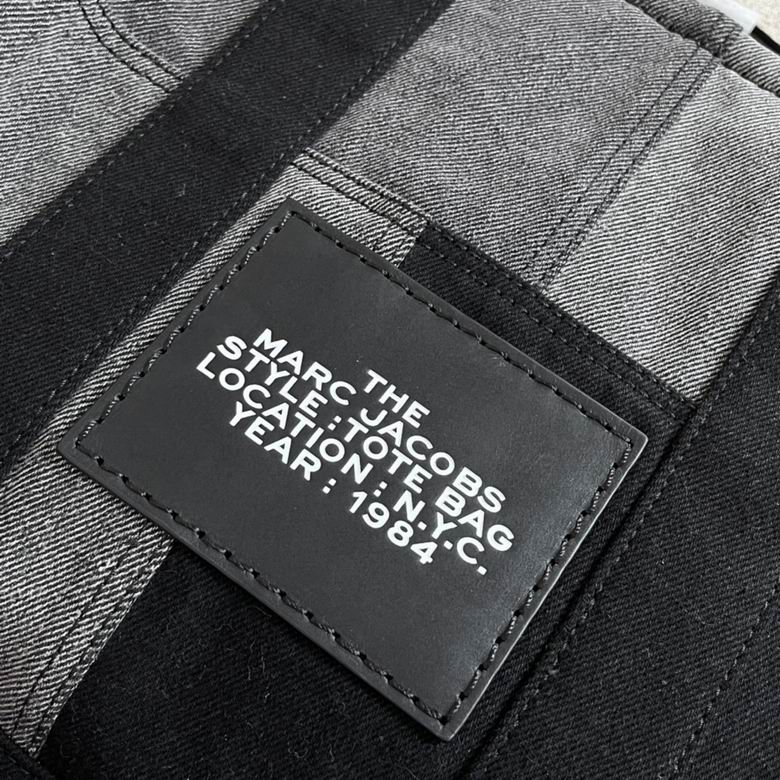 THE
MARC JACOBS
STYLE : TOTE BAG
LOCATION : N.Y.C.
YEAR : 1984